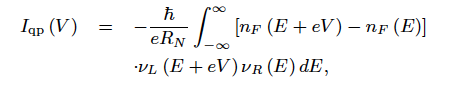 I_{qp} (V) = -\frac{\hbar}{eR_N} \int_{-\infty}^{\infty} [n_F (E + eV) - n_F (E)]
\cdot \nu_L (E + eV) \nu_R (E) dE,